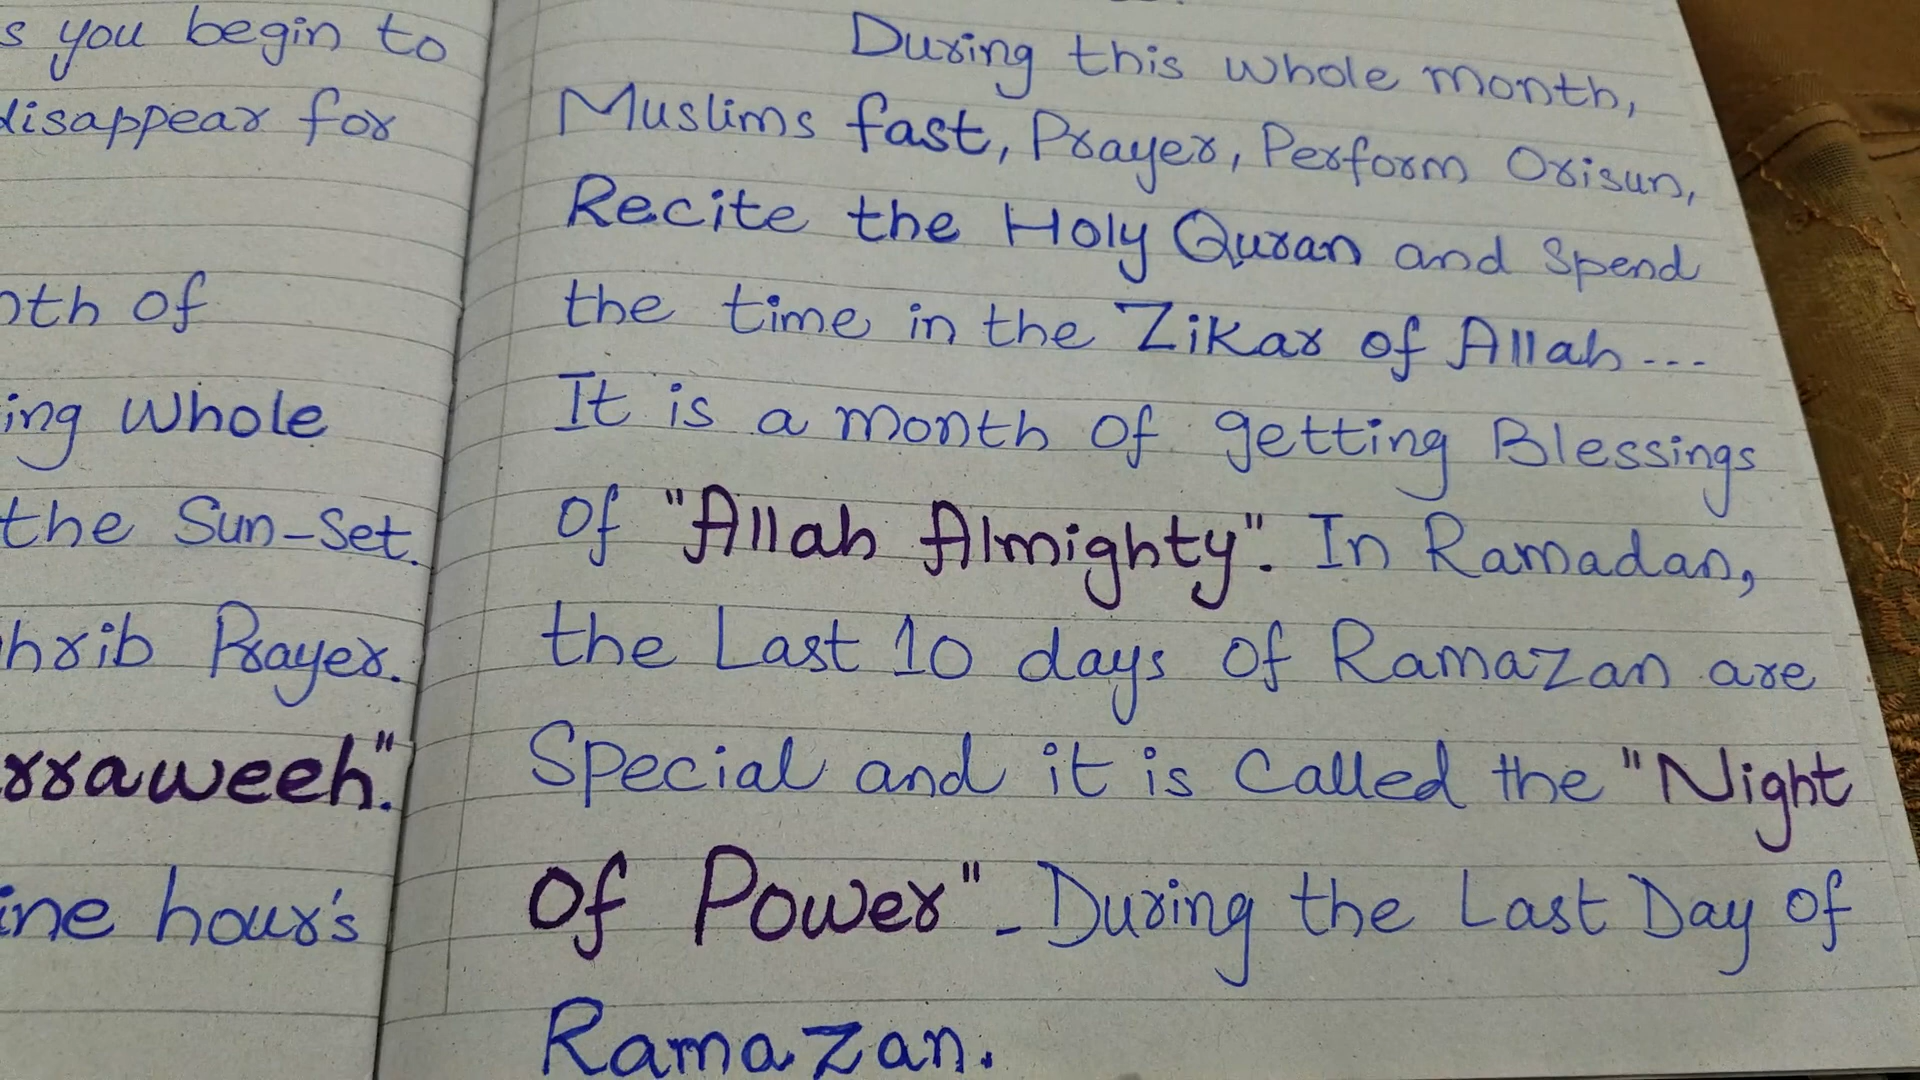 s you begin to
disappear for
oth of
ing Whole
the Sun-Set.
hrib Prayer.
rraweeh".
ine hour's
During this whole month,
Muslims fast, Prayer, Perform Orisun,
Recite the Holy Quran and Spend
the time in the Zikar of Allah ---
It is a month of getting Blessings
of "Allah Almighty". In Ramadan,
the Last 10 days of Ramazan are
Special and it is Called the "Night
Of Power" - During the Last Day of
Ramazan.